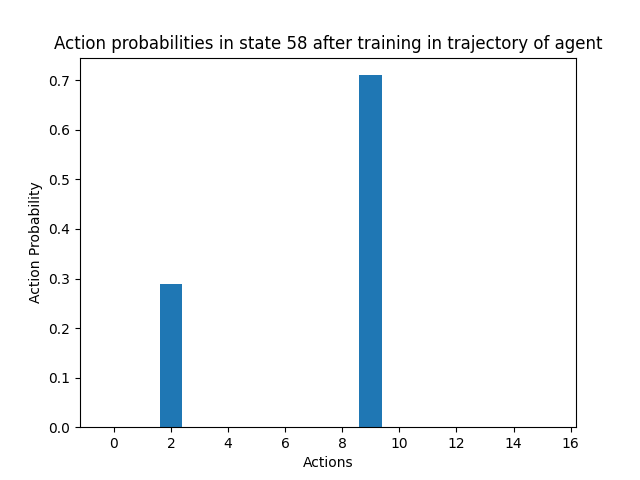 Action probabilities in state 58 after training in trajectory of agent
Action Probability
0.7
0.6
0.5
0.4
0.3
0.2
0.1
0.0
0 2 4 6 8 10 12 14 16
Actions